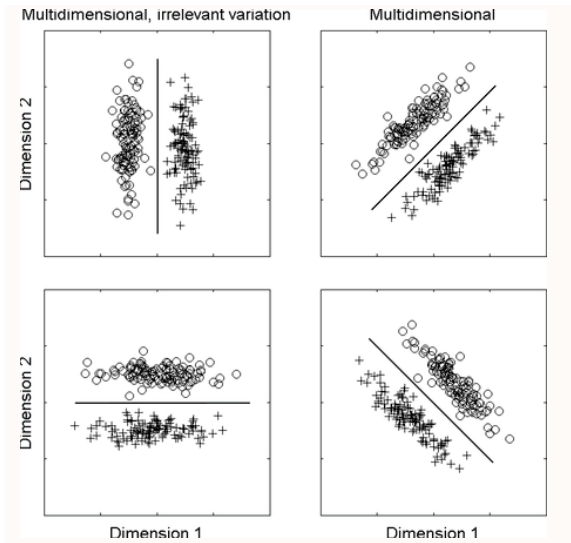 Multidimensional, irrelevant variation
Multidimensional
Dimension 2
Dimension 2
Dimension 1
Dimension 1